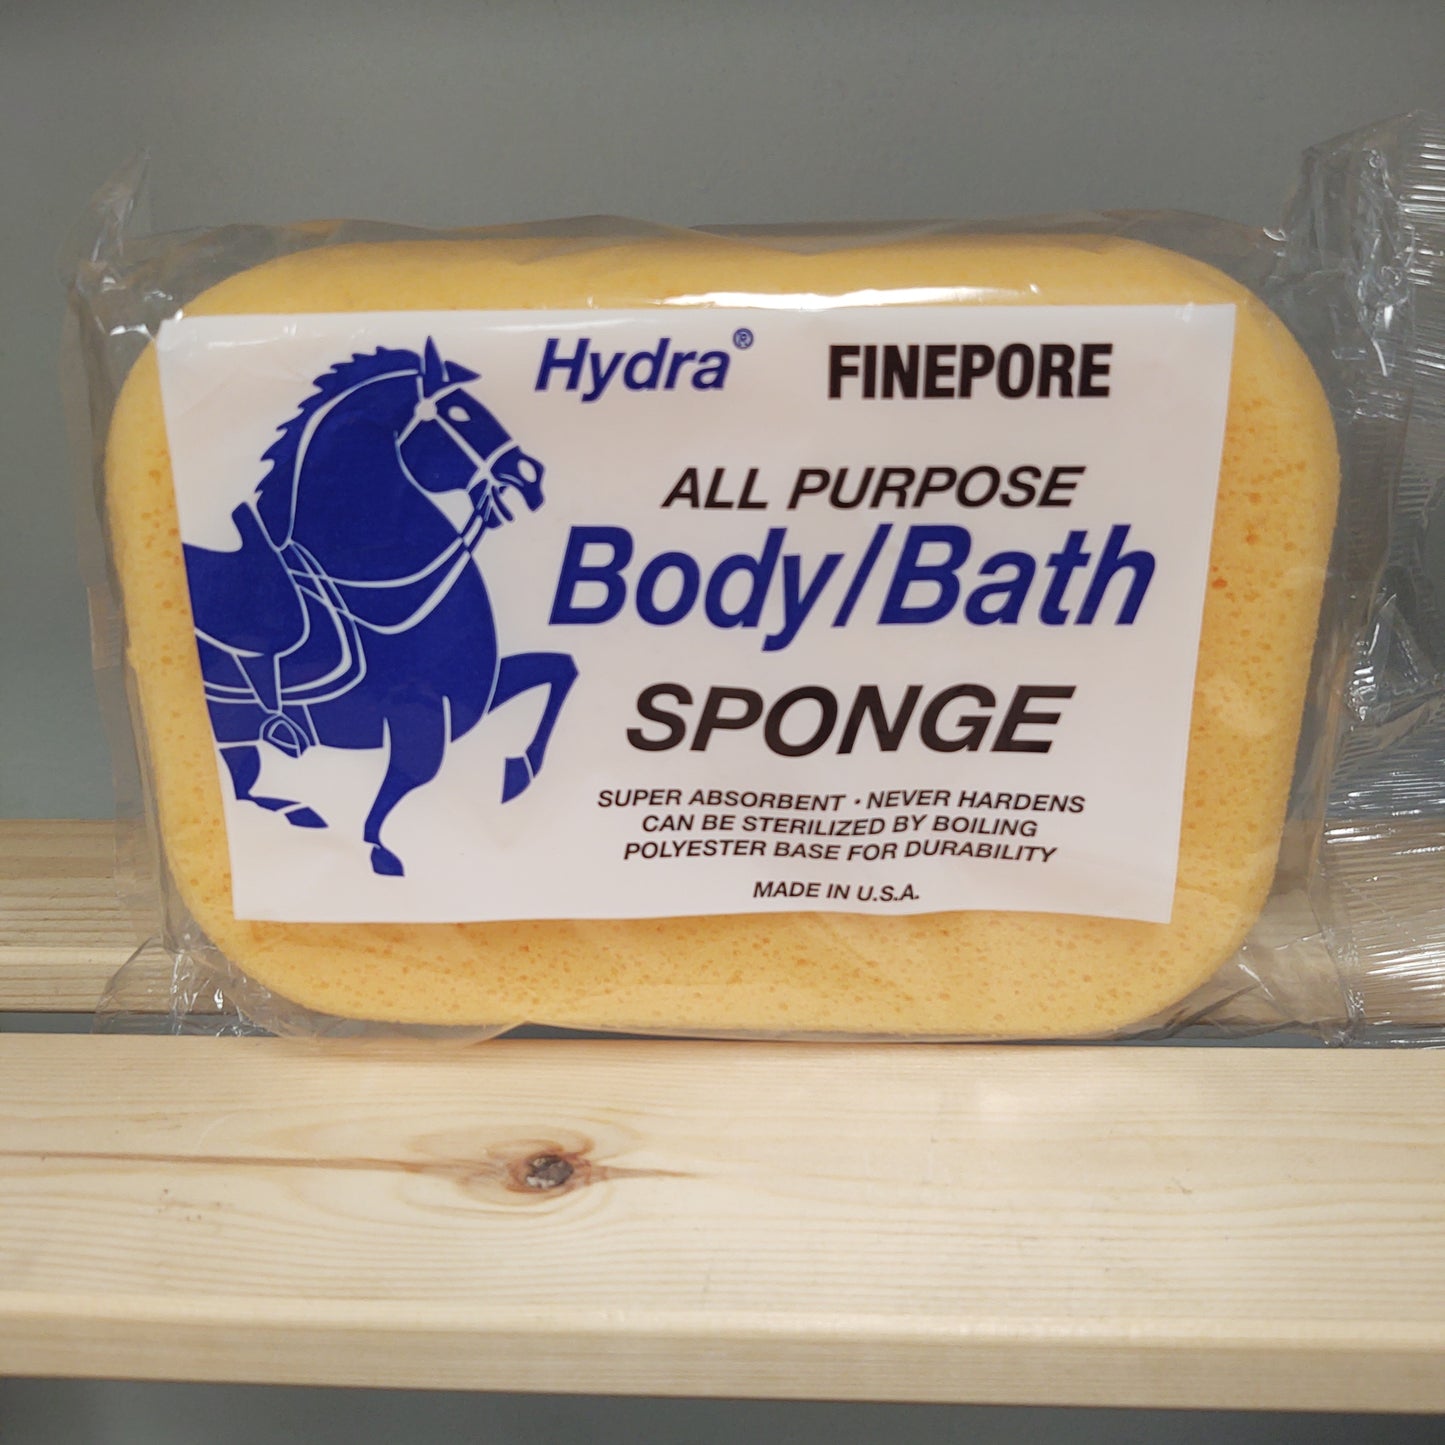 Hydra® FINEPORE
ALL PURPOSE
Body/Bath
SPONGE
SUPER ABSORBENT • NEVER HARDENS
CAN BE STERILIZED BY BOILING
POLYESTER BASE FOR DURABILITY
MADE IN U.S.A.